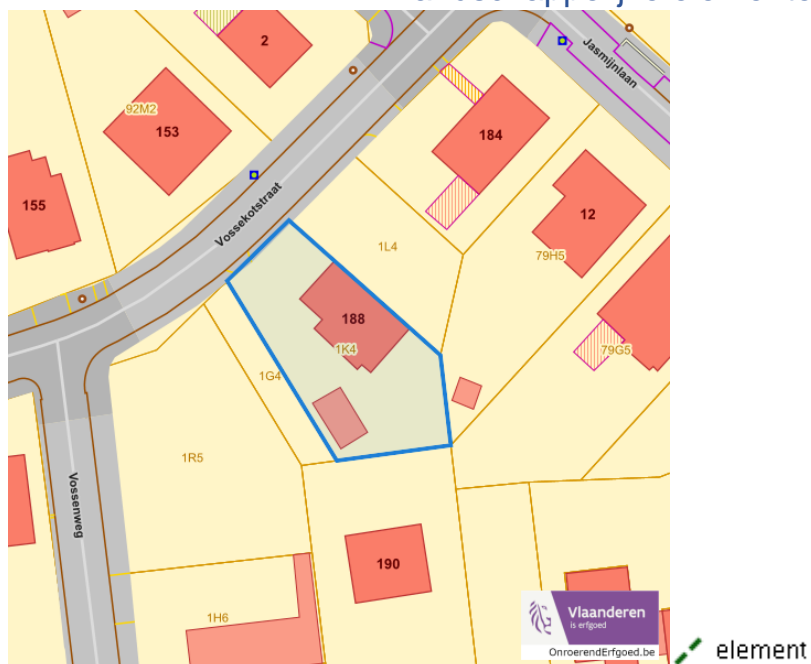 Jasmijnlaan
2
92M2
153
184
155
Vossekotstraat
12
1L4
79H5
188
1K4
79G5
1G4
1R5
Vossenweg
190
1H6
Vlaanderen
is erfgoed
OnroerendErfgoed.be
element